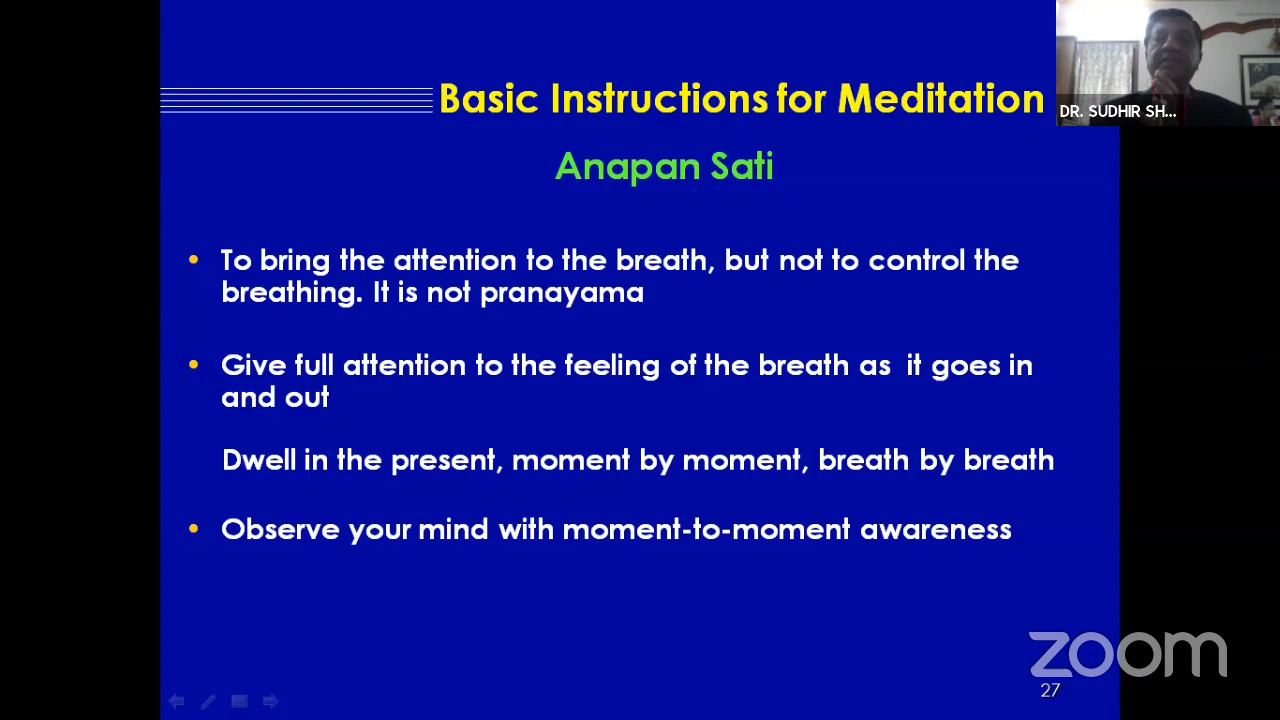 Basic Instructions for Meditation
DR. SUDHIR SH...
Anapan Sati
• To bring the attention to the breath, but not to control the
breathing. It is not pranayama
• Give full attention to the feeling of the breath as it goes in
and out
Dwell in the present, moment by moment, breath by breath
• Observe your mind with moment-to-moment awareness
zoom
27